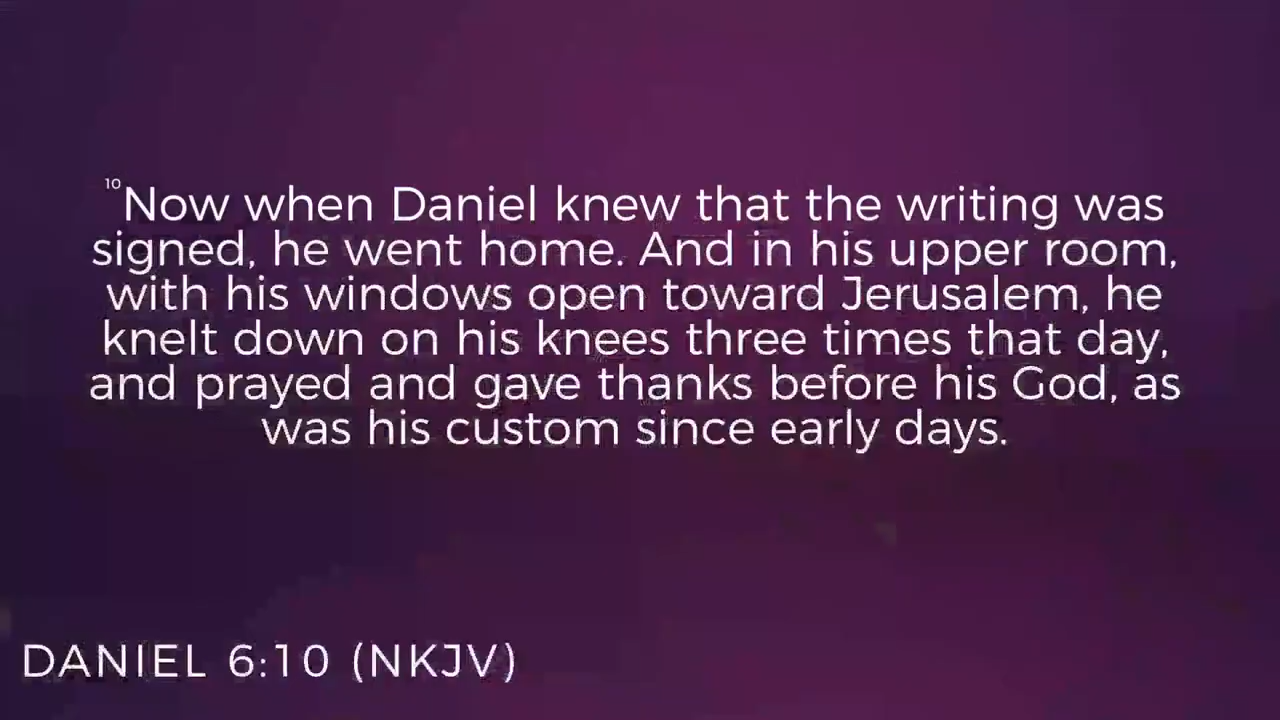 10Now when Daniel knew that the writing was
signed, he went home. And in his upper room,
with his windows open toward Jerusalem, he
knelt down on his knees three times that day,
and prayed and gave thanks before his God, as
was his custom since early days.
DANIEL 6:10 (NKJV)